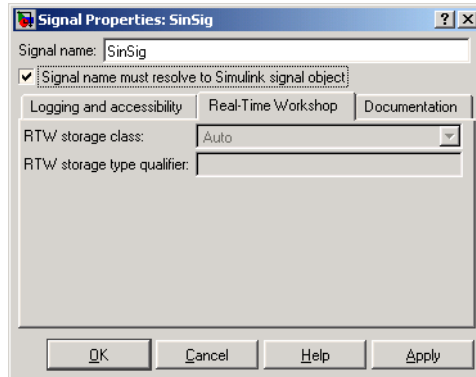 Signal Properties: SinSig
Signal name: SinSig
Signal name must resolve to Simulink signal object
Logging and accessibility Real-Time Workshop Documentation
RTW storage class: Auto
RTW storage type qualifier:
OK Cancel Help Apply